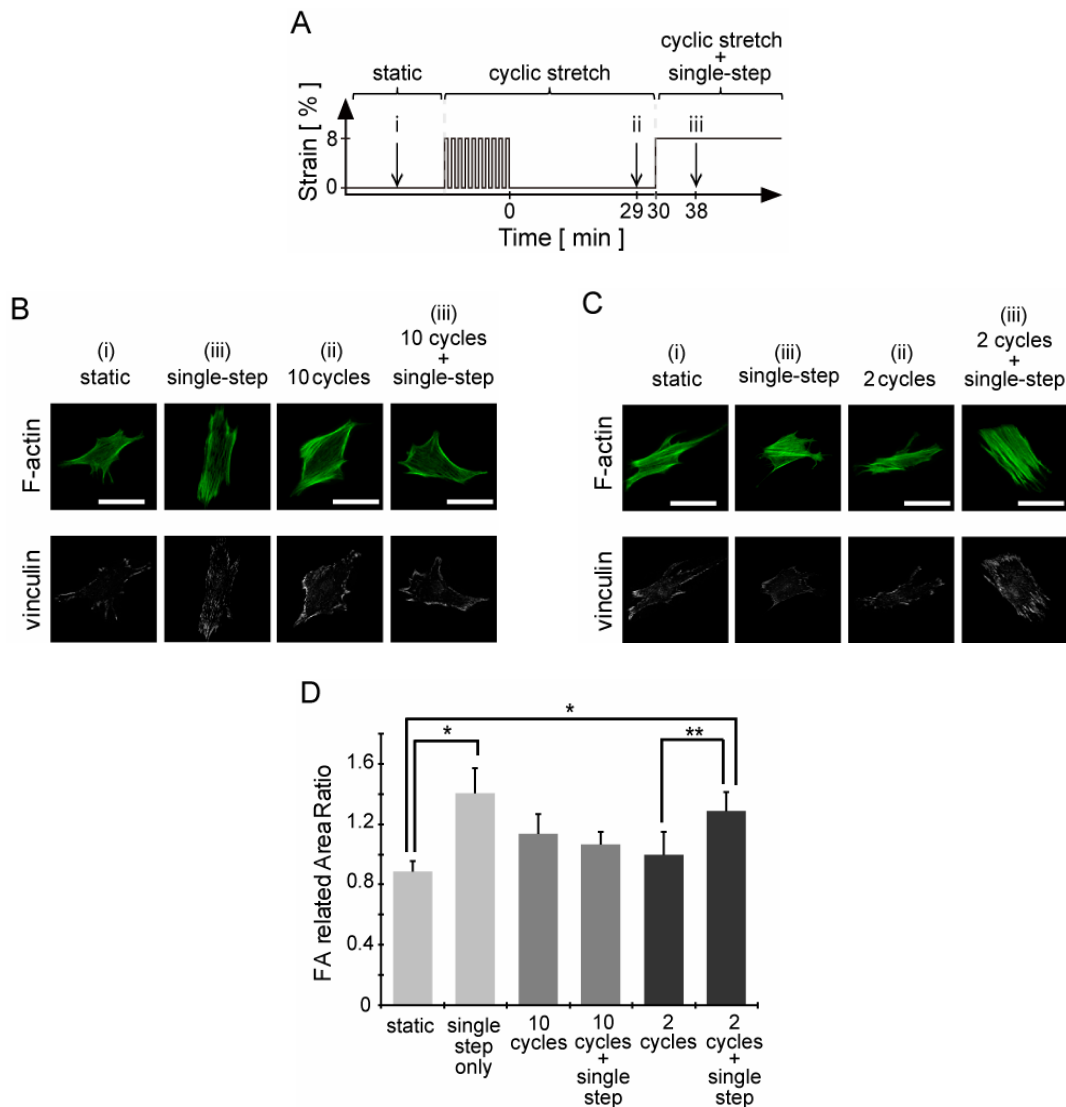 A
cyclic stretch
+
single-step
static
cyclic stretch
Strain [ % ]
8
0
i
ii
iii
0
29 30
38
Time [ min ]
B
(i)
static
(iii)
single-step
(ii)
10 cycles
(iii)
10 cycles
+
single-step
F-actin
vinculin
C
(i)
static
(iii)
single-step
(ii)
2 cycles
(iii)
2 cycles
+
single-step
F-actin
vinculin
D
FA related Area Ratio
1.6
1.2
0.8
0.4
0
*
*
**
static
single
step
only
10
cycles
10
cycles
+
single
step
2
cycles
2
cycles
+
single
step